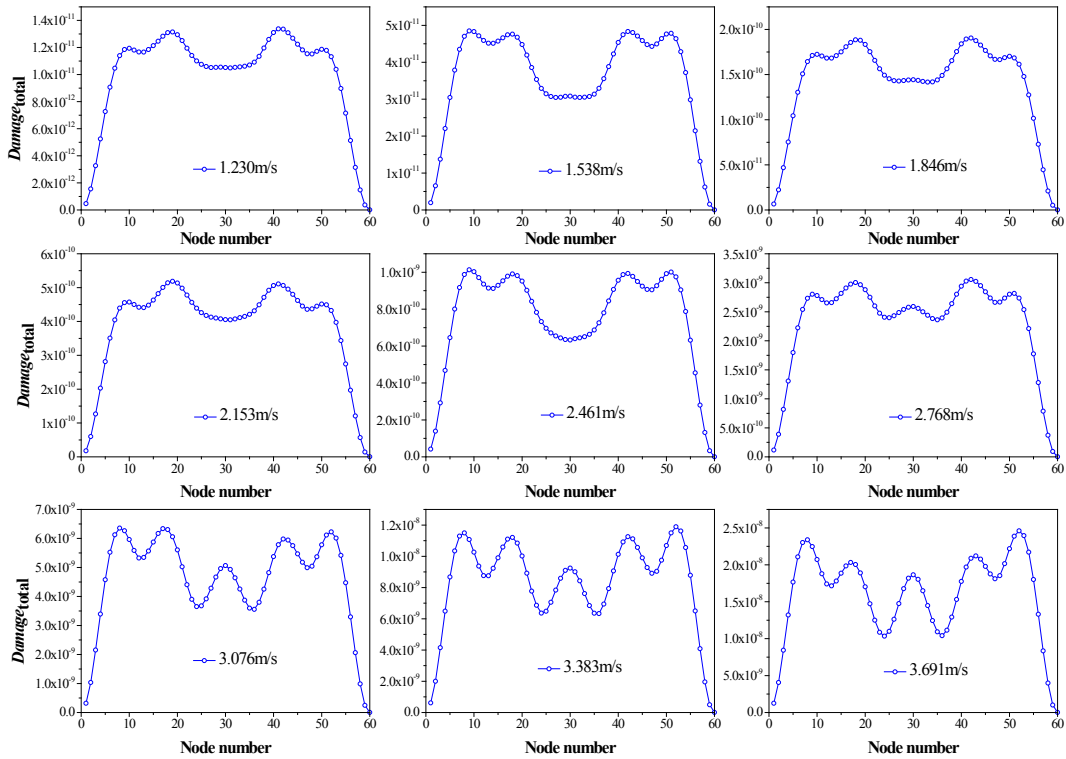 Damage total
1.4x10-11
1.2x10-11
1.0x10-11
8.0x10-12
6.0x10-12
4.0x10-12
2.0x10-12
0.0
1.230m/s
0 10 20 30 40 50 60
Node number
5x10-11
4x10-11
3x10-11
2x10-11
1x10-11
0
1.538m/s
0 10 20 30 40 50 60
Node number
2.0x10-10
1.5x10-10
1.0x10-10
5.0x10-11
0.0
1.846m/s
0 10 20 30 40 50 60
Node number
Damage total
6x10-10
5x10-10
4x10-10
3x10-10
2x10-10
1x10-10
0
2.153m/s
0 10 20 30 40 50 60
Node number
1.0x10-9
8.0x10-10
6.0x10-10
4.0x10-10
2.0x10-10
0.0
2.461m/s
0 10 20 30 40 50 60
Node number
3.5x10-9
3.0x10-9
2.5x10-9
2.0x10-9
1.5x10-9
1.0x10-9
5.0x10-10
0.0
2.768m/s
0 10 20 30 40 50 60
Node number
Damage total
7.0x10-9
6.0x10-9
5.0x10-9
4.0x10-9
3.0x10-9
2.0x10-9
1.0x10-9
0.0
3.076m/s
0 10 20 30 40 50 60
Node number
1.2x10-8
1.0x10-8
8.0x10-9
6.0x10-9
4.0x10-9
2.0x10-9
0.0
3.383m/s
0 10 20 30 40 50 60
Node number
2.5x10-8
2.0x10-8
1.5x10-8
1.0x10-8
5.0x10-9
0.0
3.691m/s
0 10 20 30 40 50 60
Node number